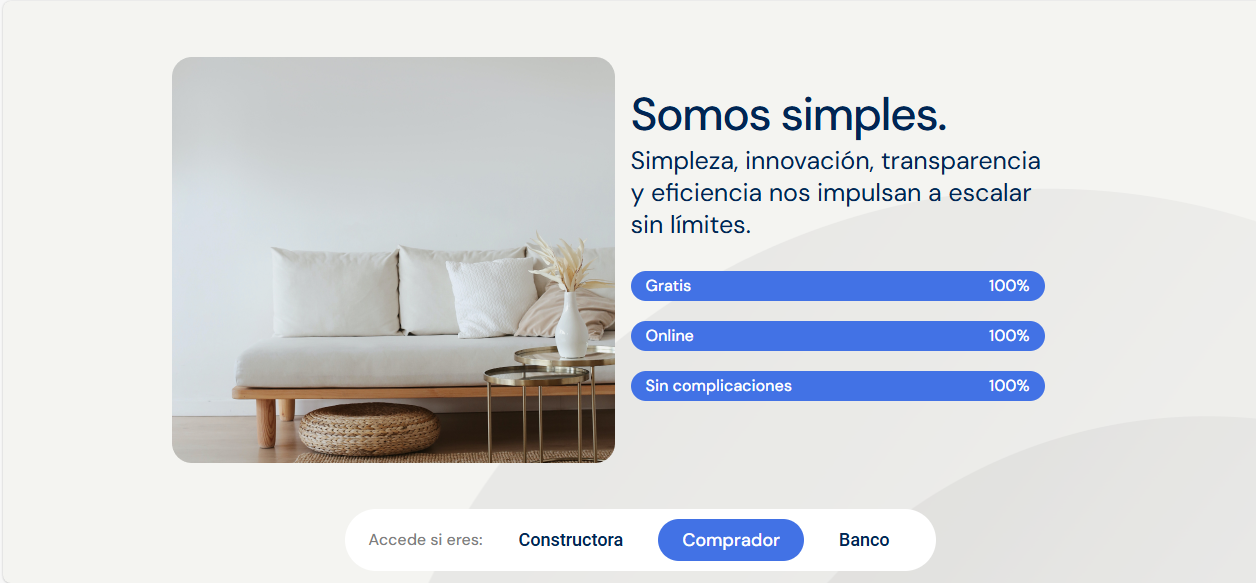 Somos simples.
Simpleza, innovación, transparencia
y eficiencia nos impulsan a escalar
sin límites.
Gratis 100%
Online 100%
Sin complicaciones 100%
Accede si eres: Constructora Comprador Banco